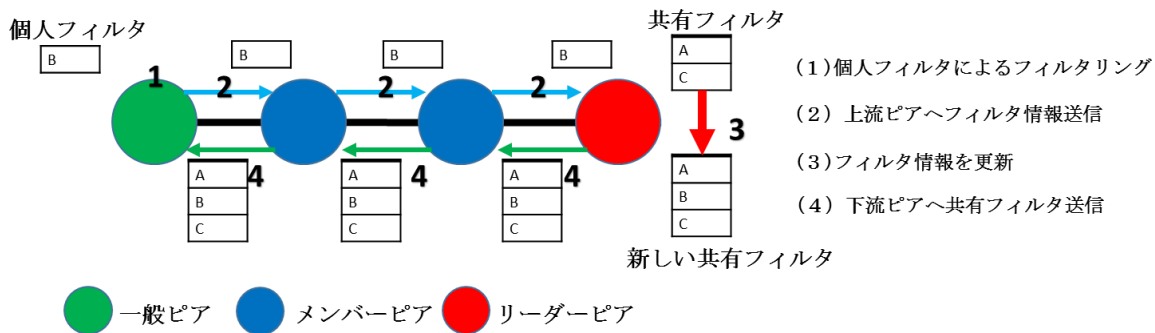 個人フィルタ
B
B
B
B
共有フィルタ
A
C
1
2
2
2
3
4
4
4
A
B
C
A
B
C
A
B
C
A
B
C
新しい共有フィルタ
(1)個人フィルタによるフィルタリング
(2) 上流ピアへフィルタ情報送信
(3)フィルタ情報を更新
(4) 下流ピアへ共有フィルタ送信
一般ピア
メンバーピア
リーダーピア